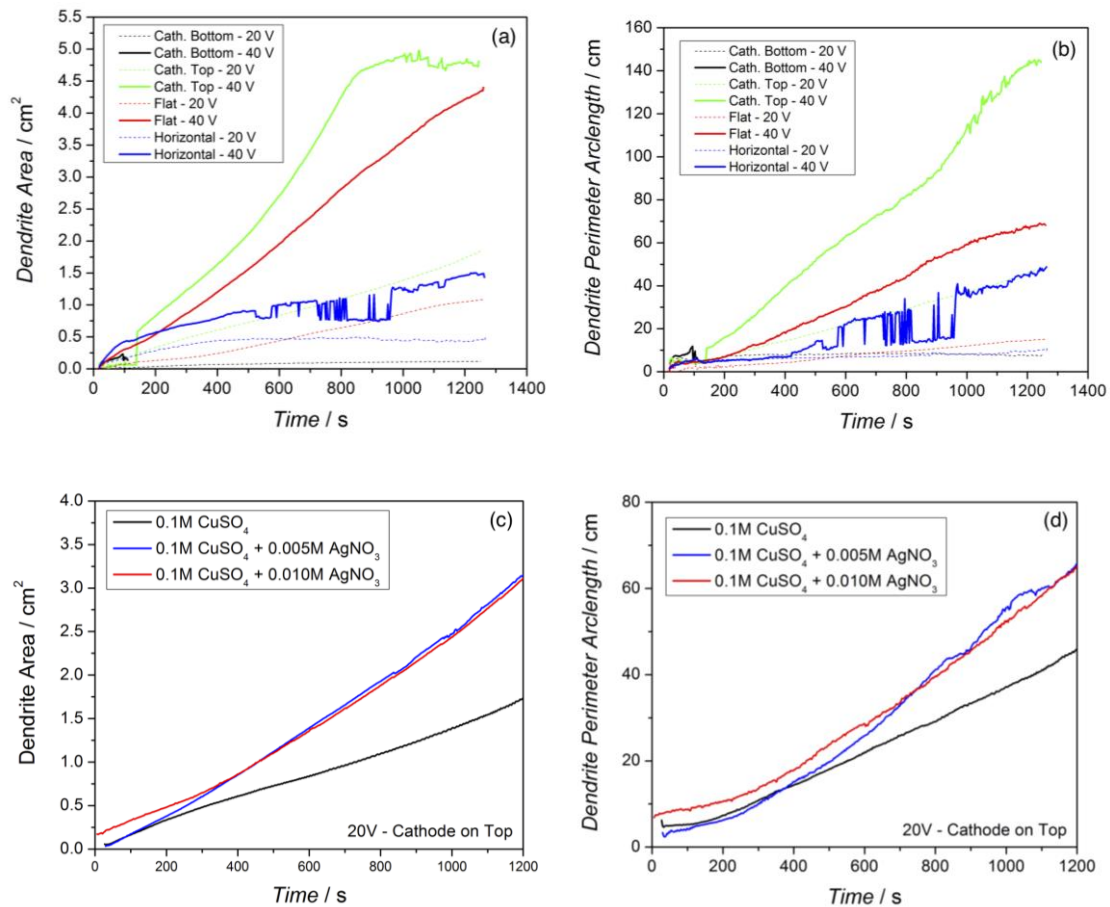 (a)
Cath. Bottom - 20 V
Cath. Bottom - 40 V
Cath. Top - 20 V
Cath. Top - 40 V
Flat - 20 V
Flat - 40 V
Horizontal - 20 V
Horizontal - 40 V
Dendrite Area / cm²
5.5
5.0
4.5
4.0
3.5
3.0
2.5
2.0
1.5
1.0
0.5
0.0
0 200 400 600 800 1000 1200 1400
Time / s
(b)
Cath. Bottom - 20 V
Cath. Bottom - 40 V
Cath. Top - 20 V
Cath. Top - 40 V
Flat - 20 V
Flat - 40 V
Horizontal - 20 V
Horizontal - 40 V
Dendrite Perimeter Arclength / cm
160
140
120
100
80
60
40
20
0
0 200 400 600 800 1000 1200 1400
Time / s
(c)
0.1M CuSO₄
0.1M CuSO₄ + 0.005M AgNO₃
0.1M CuSO₄ + 0.010M AgNO₃
Dendrite Area / cm²
4.0
3.5
3.0
2.5
2.0
1.5
1.0
0.5
0.0
20V - Cathode on Top
0 200 400 600 800 1000 1200
Time / s
(d)
0.1M CuSO₄
0.1M CuSO₄ + 0.005M AgNO₃
0.1M CuSO₄ + 0.010M AgNO₃
Dendrite Perimeter Arclength / cm
80
60
40
20
0
20V - Cathode on Top
0 200 400 600 800 1000 1200
Time / s